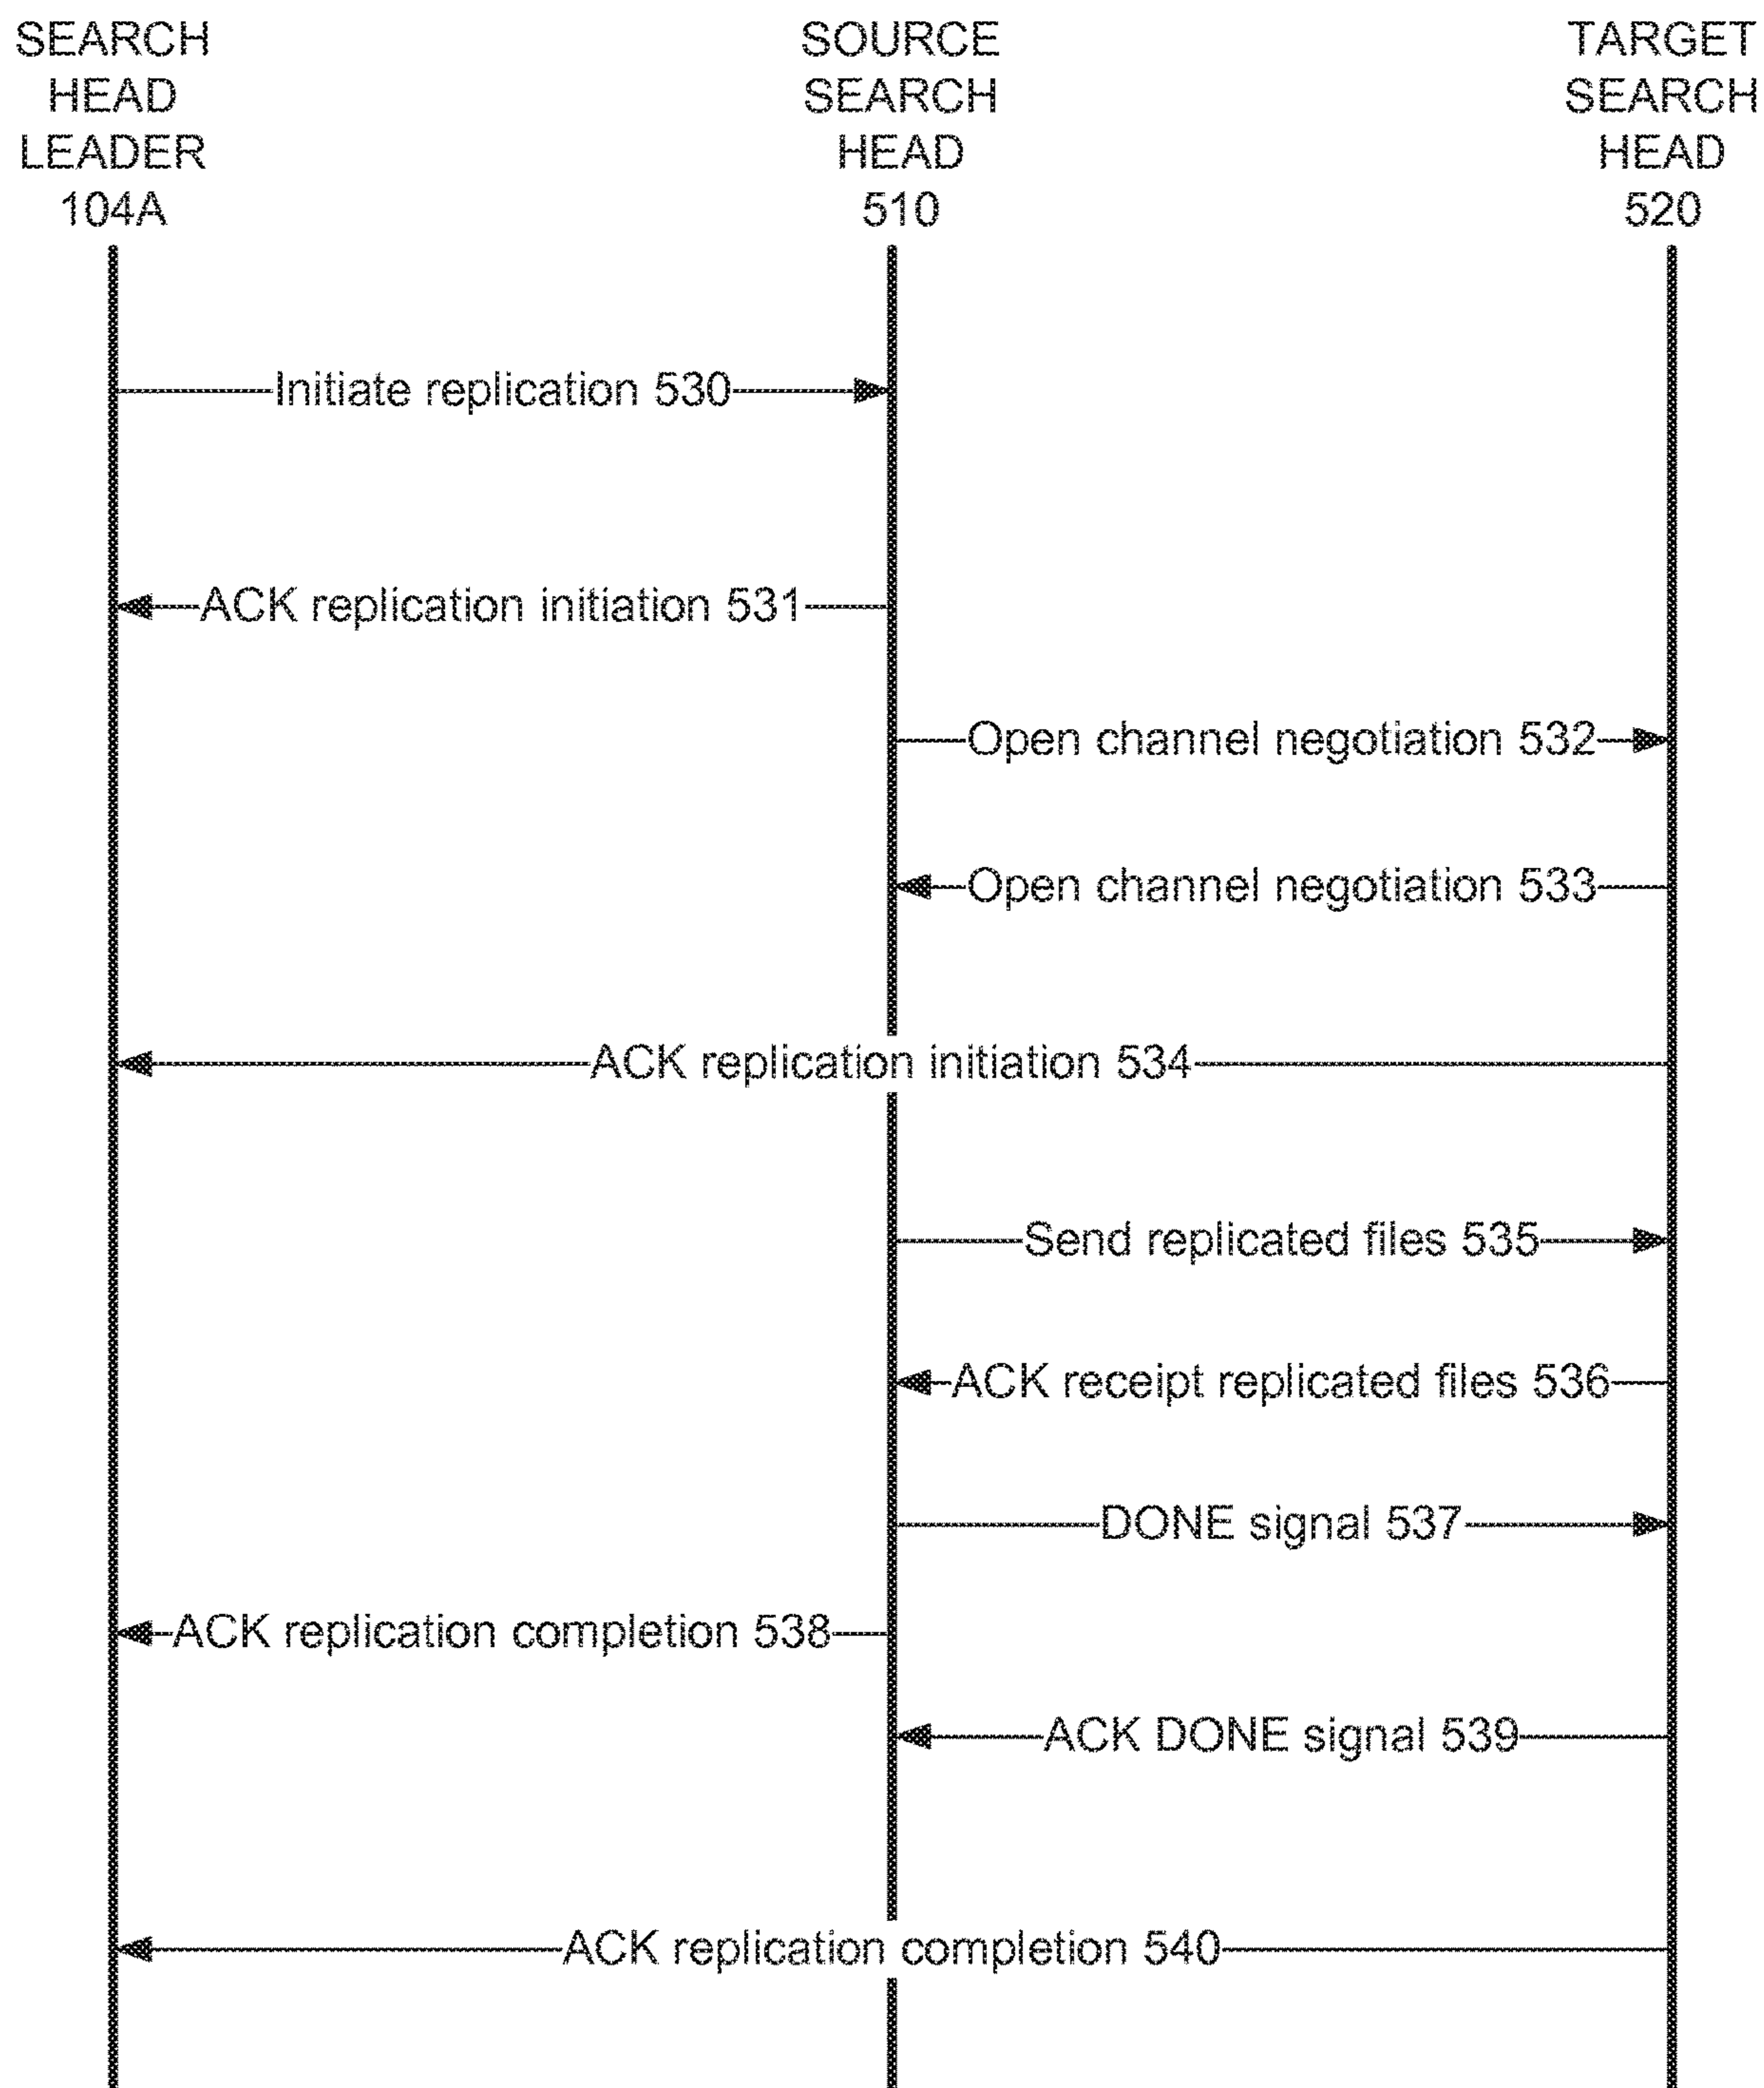 SEARCH
HEAD
LEADER
104A
SOURCE
SEARCH
HEAD
510
TARGET
SEARCH
HEAD
520
Initiate replication 530
ACK replication initiation 531
Open channel negotiation 532
Open channel negotiation 533
ACK replication initiation 534
Send replicated files 535
ACK receipt replicated files 536
DONE signal 537
ACK replication completion 538
ACK DONE signal 539
ACK replication completion 540